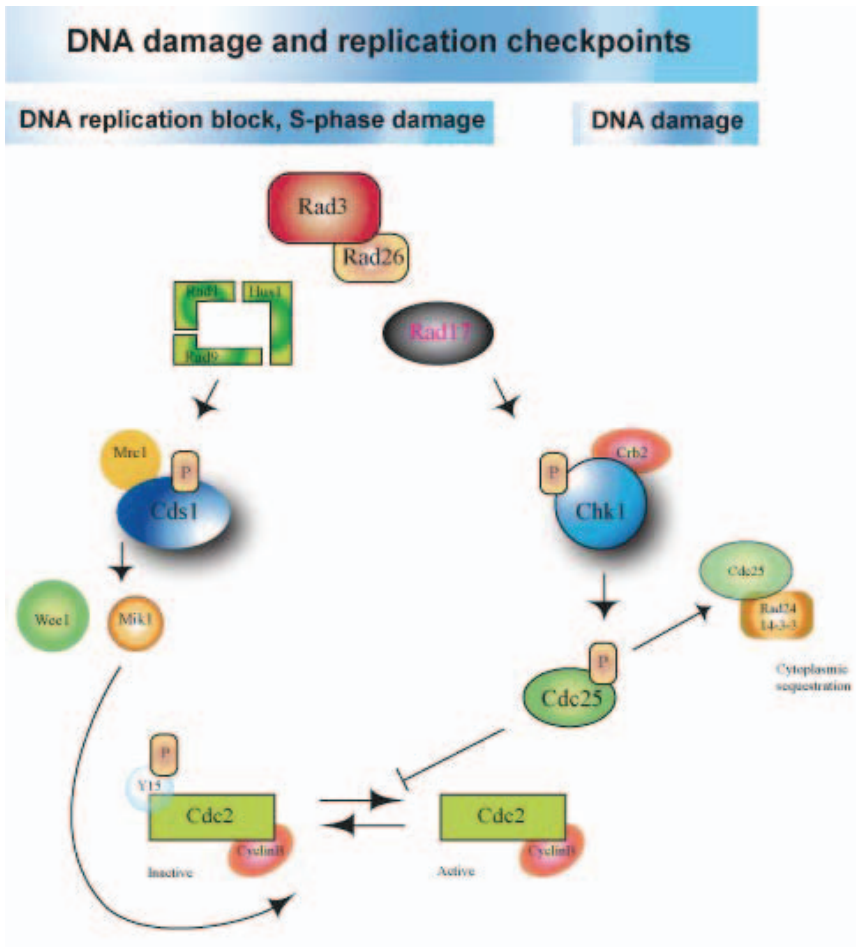 DNA damage and replication checkpoints
DNA replication block, S-phase damage
DNA damage
Rad3
Rad26
Rad1
Hus1
Rad9
Rad17
Mrc1
P
Cds1
P
Crb2
Chk1
Wee1
Mik1
Cdc25
Rad24
14-3-3
Cytoplasmic
sequestration
P
Cdc25
P
Y15
Cdc2
CyclinB
Inactive
Cdc2
CyclinB
Active